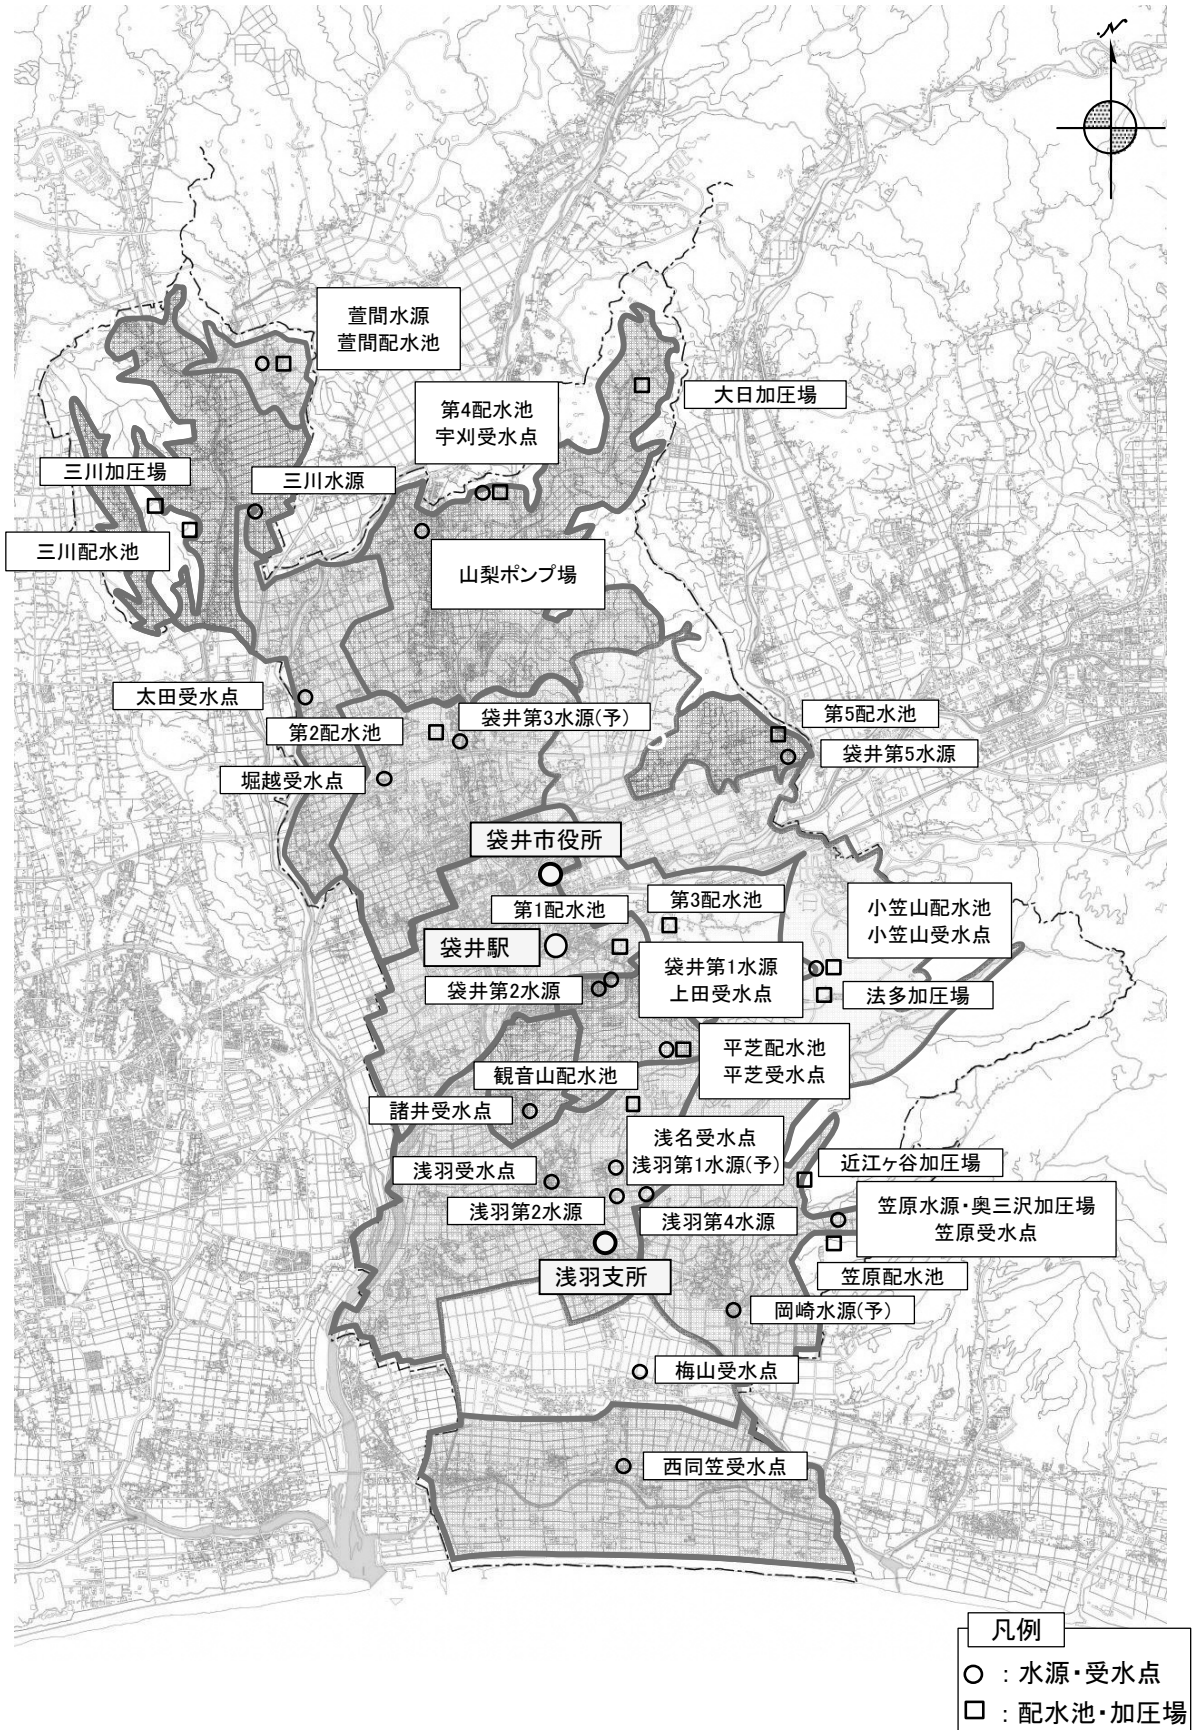 N
萱間水源
萱間配水池
大日加圧場
第4配水池
宇刈受水点
三川加圧場
三川水源
三川配水池
山梨ポンプ場
太田受水点
第2配水池
袋井第3水源(予)
第5配水池
袋井第5水源
堀越受水点
袋井市役所
第1配水池
第3配水池
小笠山配水池
小笠山受水点
袋井駅
袋井第1水源
上田受水点
袋井第2水源
法多加圧場
平芝配水池
平芝受水点
観音山配水池
諸井受水点
浅名受水点
浅羽第1水源(予)
浅羽受水点
近江ヶ谷加圧場
浅羽第2水源
浅羽第4水源
笠原水源・奥三沢加圧場
笠原受水点
浅羽支所
笠原配水池
岡崎水源(予)
梅山受水点
西同笠受水点
凡例
○ : 水源・受水点
□ : 配水池・加圧場